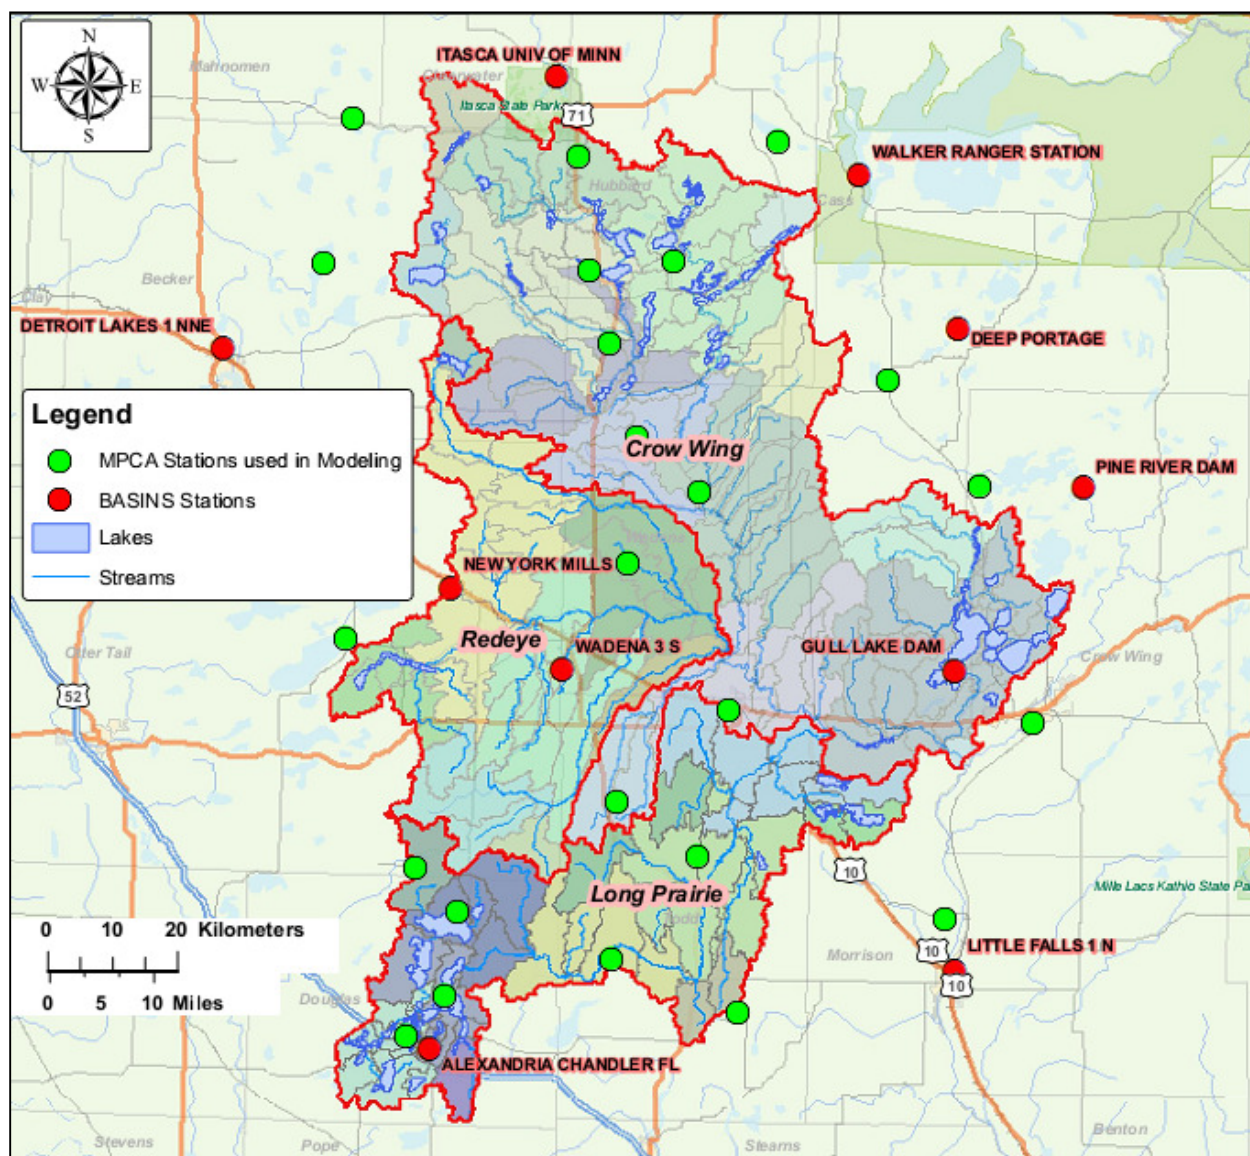 N
W E
S
Mahnomen
ITASCA UNIV OF MINN
Clearwater
Itasca State Park
71
WALKER RANGER STATION
Hubbard
Cass
Becker
Clay
DETROIT LAKES 1 NNE
DEEP PORTAGE
Legend
MPCA Stations used in Modeling
BASINS Stations
Lakes
Streams
Crow Wing
PINE RIVER DAM
Wadena
NEW YORK MILLS
Redeye
WADENA 3 S
GULL LAKE DAM
Otter Tail
Crow Wing
52
10
Long Prairie
Todd
Mille Lacs Kathio State Pa
0 10 20 Kilometers
0 5 10 Miles
Morrison
10
LITTLE FALLS 1 N
10
Douglas
ALEXANDRIA CHANDLER FL
Stevens
Pope
Stearns
Benton